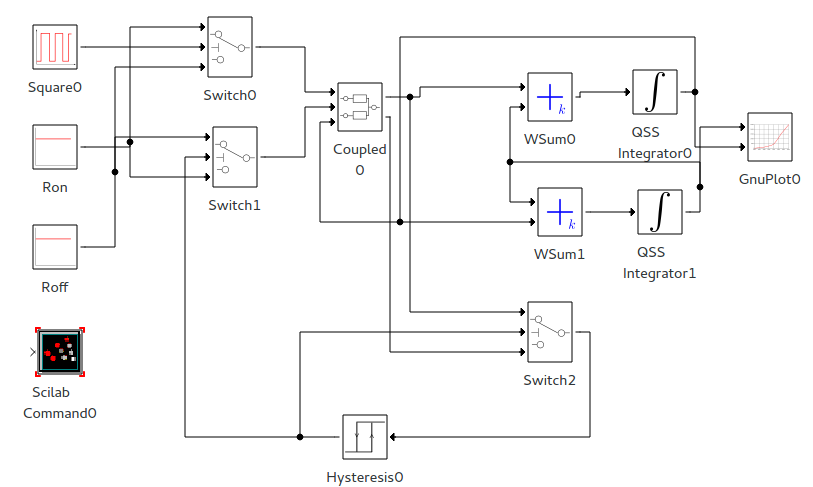 Square0
Switch0
Ron
Switch1
Roff
Scilab
Command0
Coupled
0
k
WSum0
QSS
Integrator0
GnuPlot0
k
WSum1
QSS
Integrator1
Switch2
Hysteresis0